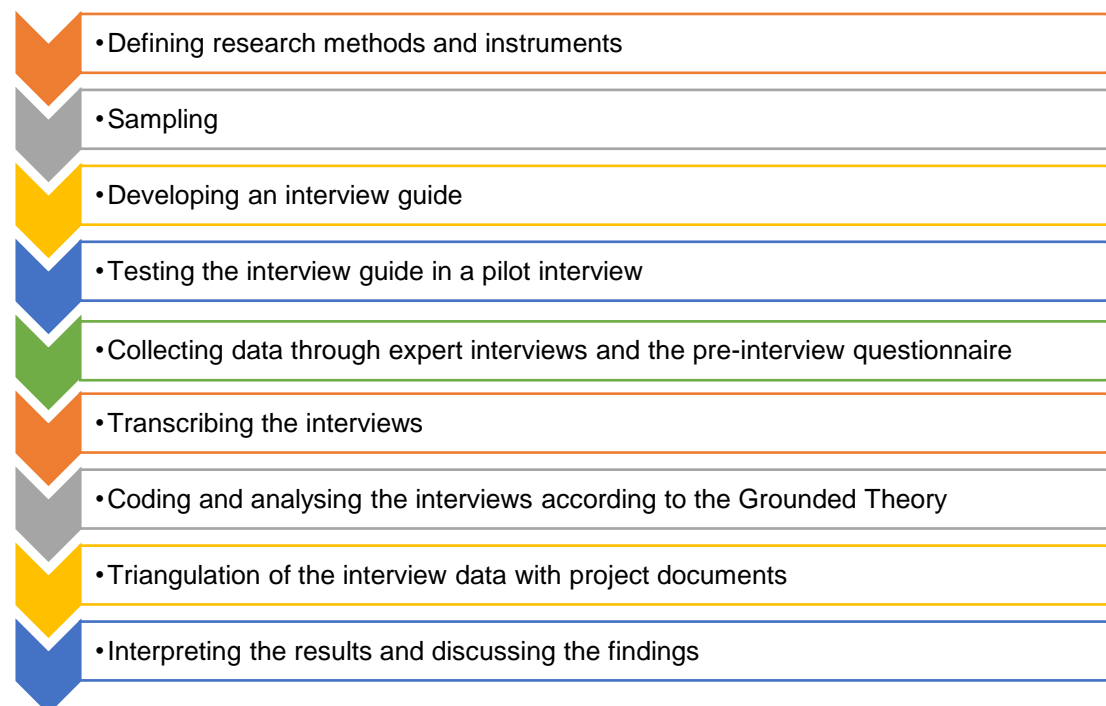 •Defining research methods and instruments
•Sampling
•Developing an interview guide
•Testing the interview guide in a pilot interview
•Collecting data through expert interviews and the pre-interview questionnaire
•Transcribing the interviews
•Coding and analysing the interviews according to the Grounded Theory
•Triangulation of the interview data with project documents
•Interpreting the results and discussing the findings